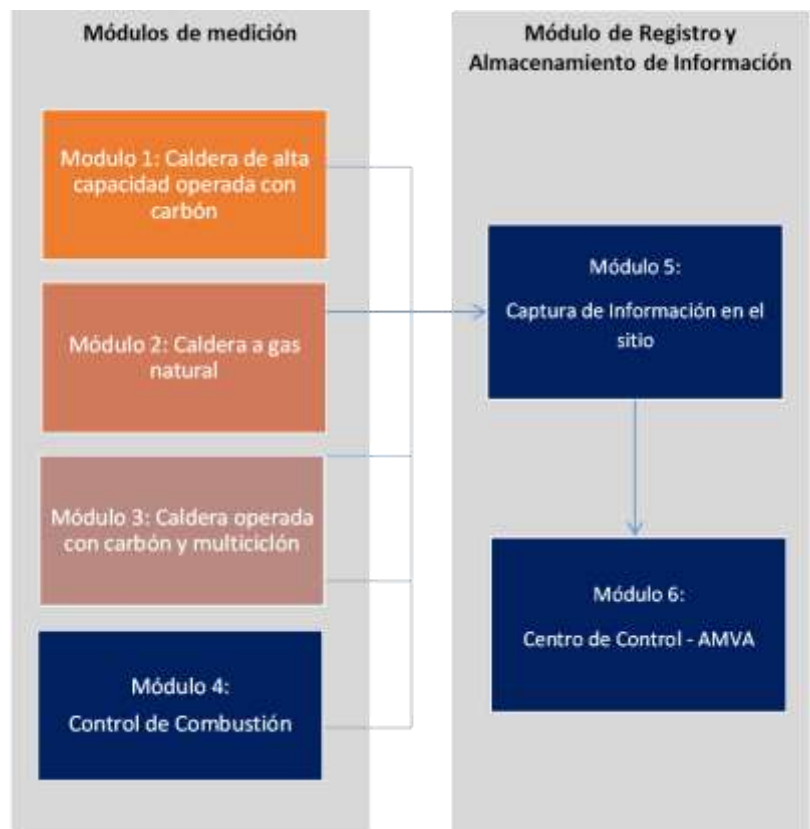 Módulos de medición
Modulo 1: Caldera de alta
capacidad operada con
carbón
Módulo 2: Caldera a gas
natural
Módulo 3: Caldera operada
con carbón y multiciclón
Módulo 4:
Control de Combustión
Módulo de Registro y
Almacenamiento de Información
Módulo 5:
Captura de Información en el
sitio
Módulo 6:
Centro de Control - AMVA